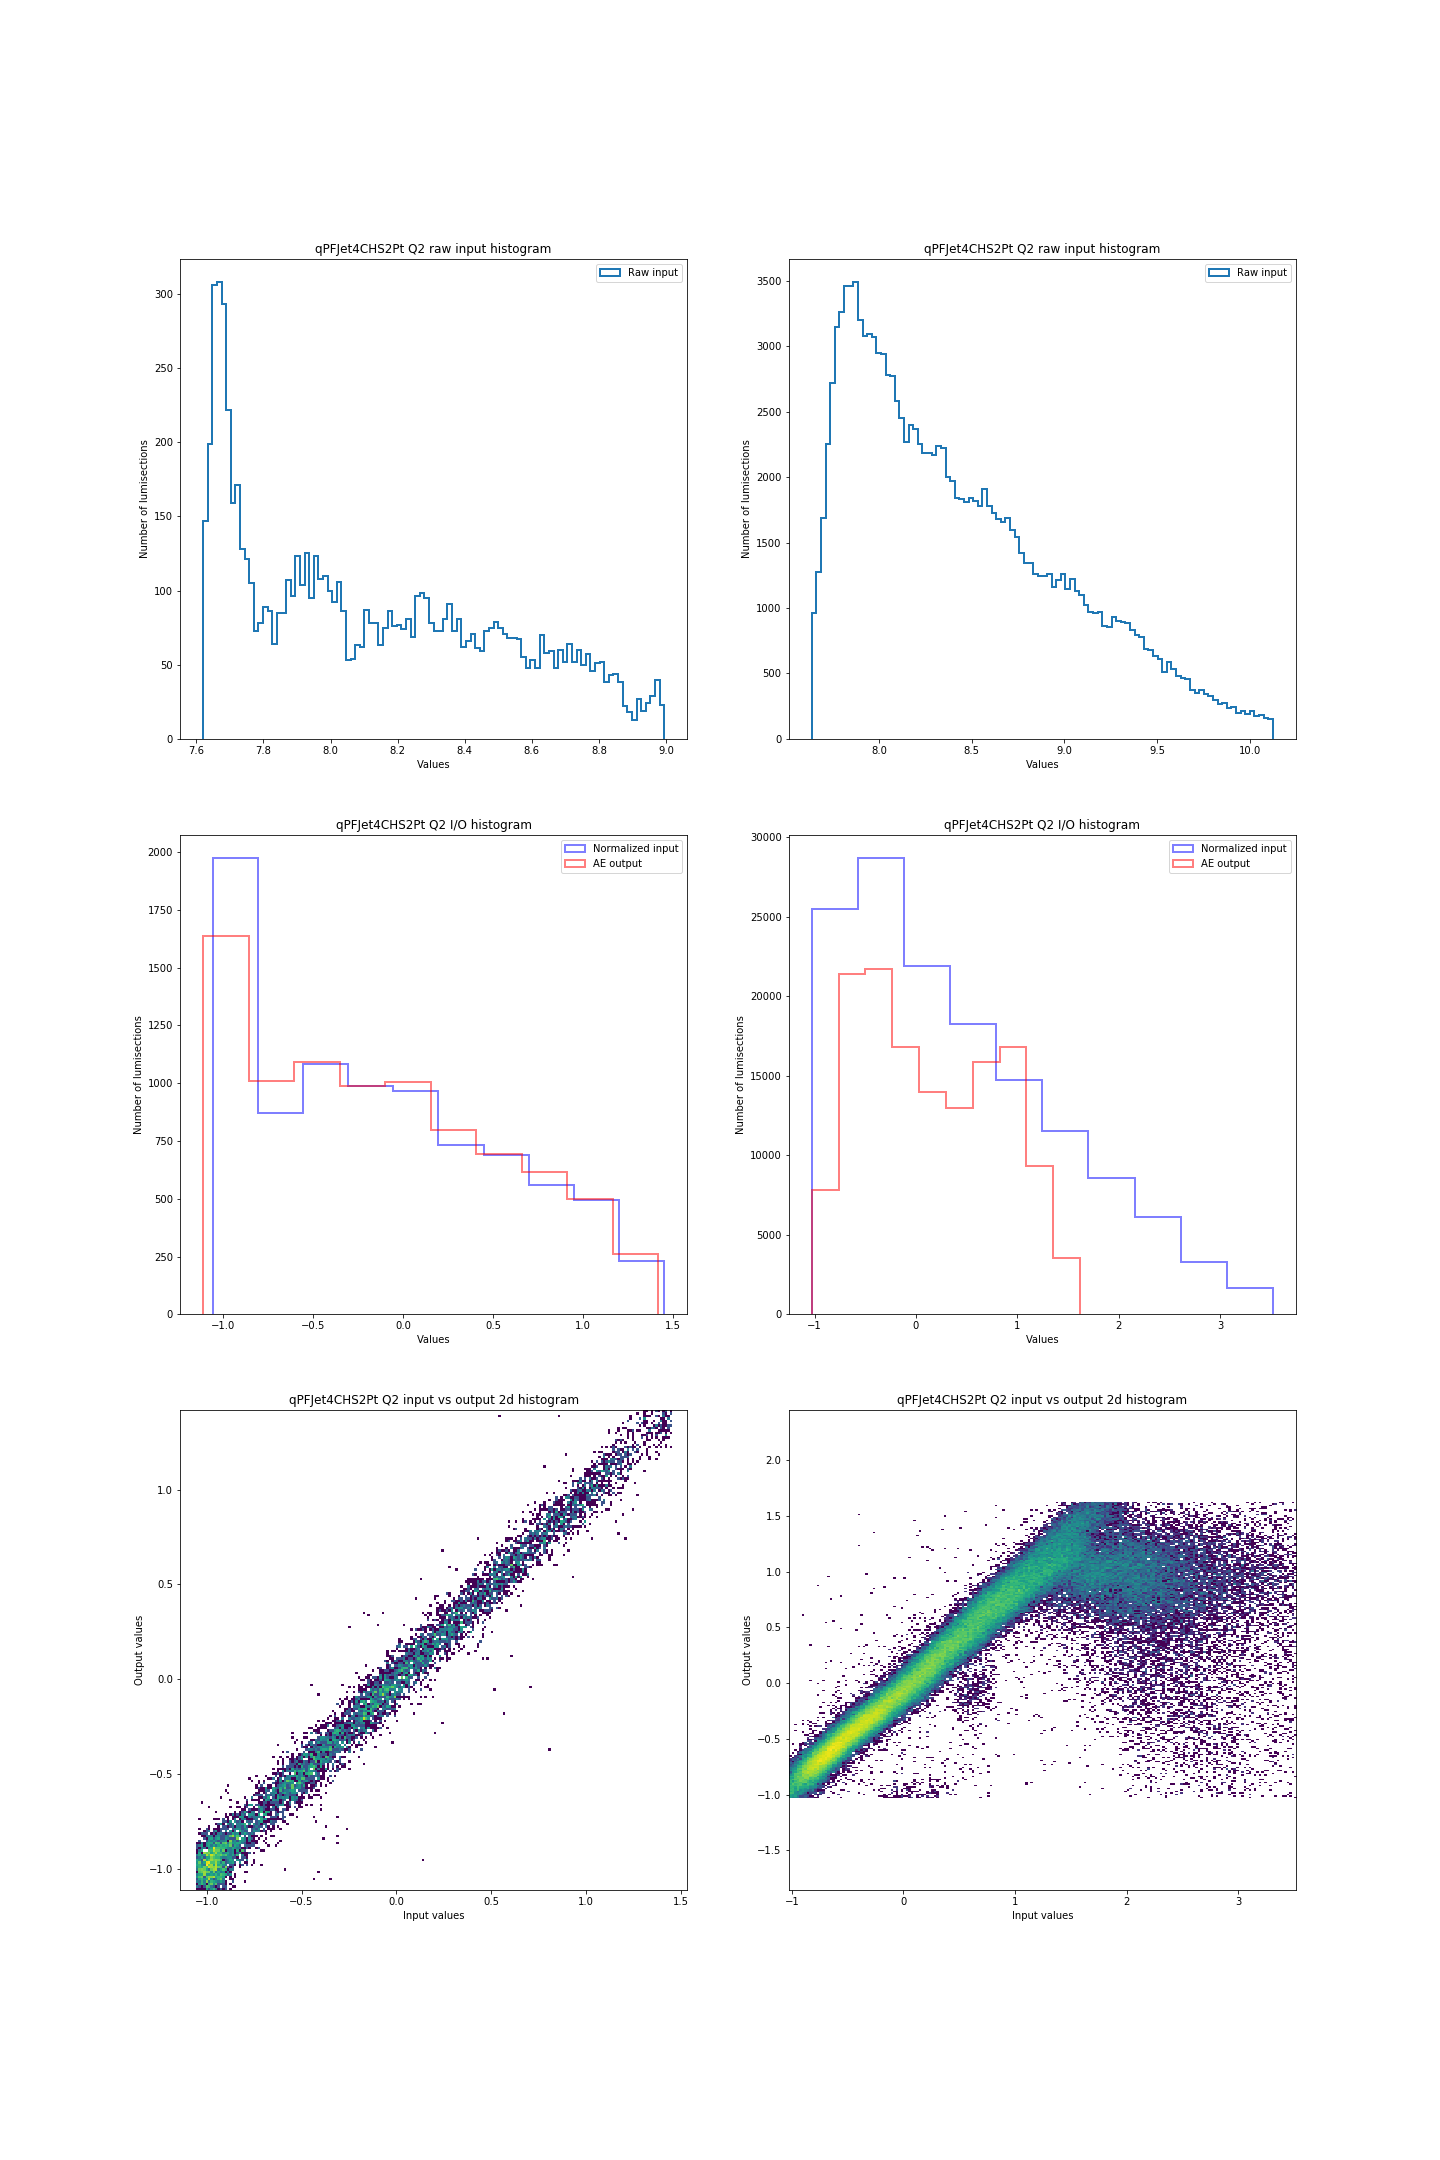 qPFJet4CHS2Pt Q2 raw input histogram
Raw input
300
250
200
150
100
50
0
Number of lumisections
7.6 7.8 8.0 8.2 8.4 8.6 8.8 9.0
Values
qPFJet4CHS2Pt Q2 raw input histogram
Raw input
3500
3000
2500
2000
1500
1000
500
0
Number of lumisections
8.0 8.5 9.0 9.5 10.0
Values
qPFJet4CHS2Pt Q2 I/O histogram
Normalized input
AE output
2000
1750
1500
1250
1000
750
500
250
0
Number of lumisections
−1.0 −0.5 0.0 0.5 1.0 1.5
Values
qPFJet4CHS2Pt Q2 I/O histogram
Normalized input
AE output
30000
25000
20000
15000
10000
5000
0
Number of lumisections
−1 0 1 2 3
Values
qPFJet4CHS2Pt Q2 input vs output 2d histogram
1.0
0.5
0.0
−0.5
−1.0
Output values
−1.0 −0.5 0.0 0.5 1.0 1.5
Input values
qPFJet4CHS2Pt Q2 input vs output 2d histogram
2.0
1.5
1.0
0.5
0.0
−0.5
−1.0
−1.5
Output values
−1 0 1 2 3
Input values